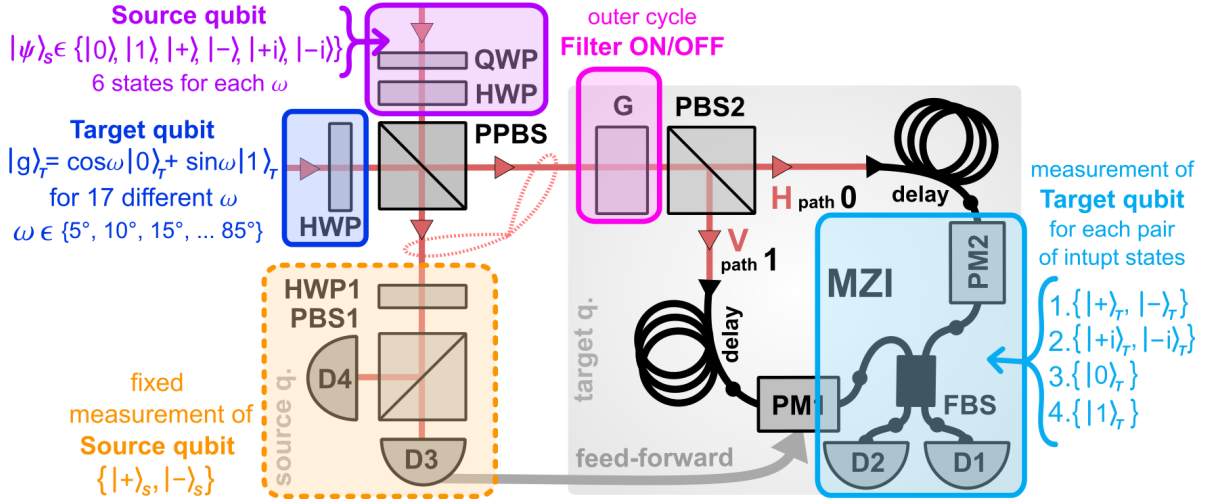 Source qubit
|ψ⟩s ϵ {|0⟩, |1⟩, |+⟩, |−⟩, |+i⟩, |−i⟩}
6 states for each ω
QWP
HWP
outer cycle
Filter ON/OFF
Target qubit
|g⟩T = cosω|0⟩T + sinω|1⟩T
for 17 different ω
ω ϵ {5°, 10°, 15°, ... 85°}
HWP
PPBS
G
PBS2
H path 0
delay
V
path 1
delay
measurement of
Target qubit
for each pair
of intupt states
1.{|+⟩T, |−⟩T}
2.{|+i⟩T, |−i⟩T}
3.{|0⟩T}
4.{|1⟩T}
PM2
MZI
FBS
PM1
D2
D1
target q.
feed-forward
HWP1
PBS1
D4
D3
source q.
fixed
measurement of
Source qubit
{|+⟩s, |−⟩s}